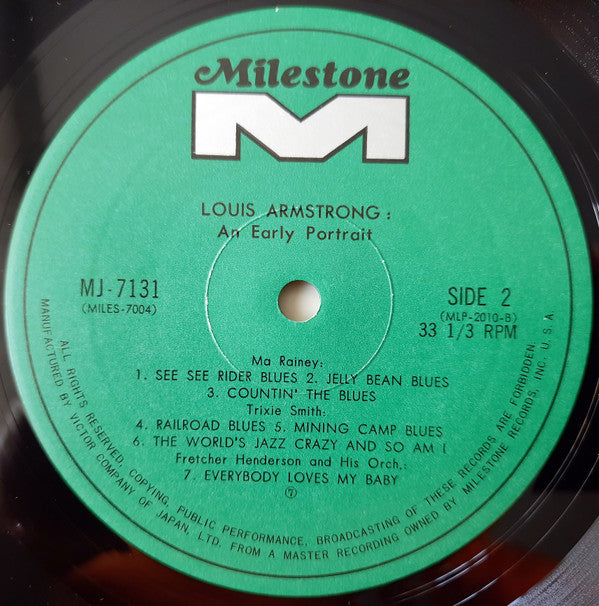 Milestone
M
LOUIS ARMSTRONG :
An Early Portrait
MJ-7131
(MILES-7004)
SIDE 2
(MLP-2010-B)
33 1/3 RPM
Ma Rainey:
1. SEE SEE RIDER BLUES 2. JELLY BEAN BLUES
3. COUNTIN' THE BLUES
Trixie Smith:
4. RAILROAD BLUES 5. MINING CAMP BLUES
6. THE WORLD'S JAZZ CRAZY AND SO AM I
Fretcher Henderson and His Orch.:
7. EVERYBODY LOVES MY BABY
7
ALL RIGHTS RESERVED. COPYING, PUBLIC PERFORMANCE, BROADCASTING OF THESE RECORDS ARE FORBIDDEN.
MANUFACTURED BY VICTOR COMPANY OF JAPAN, LTD. FROM A MASTER RECORDING OWNED BY MILESTONE RECORDS, INC. U.S.A.